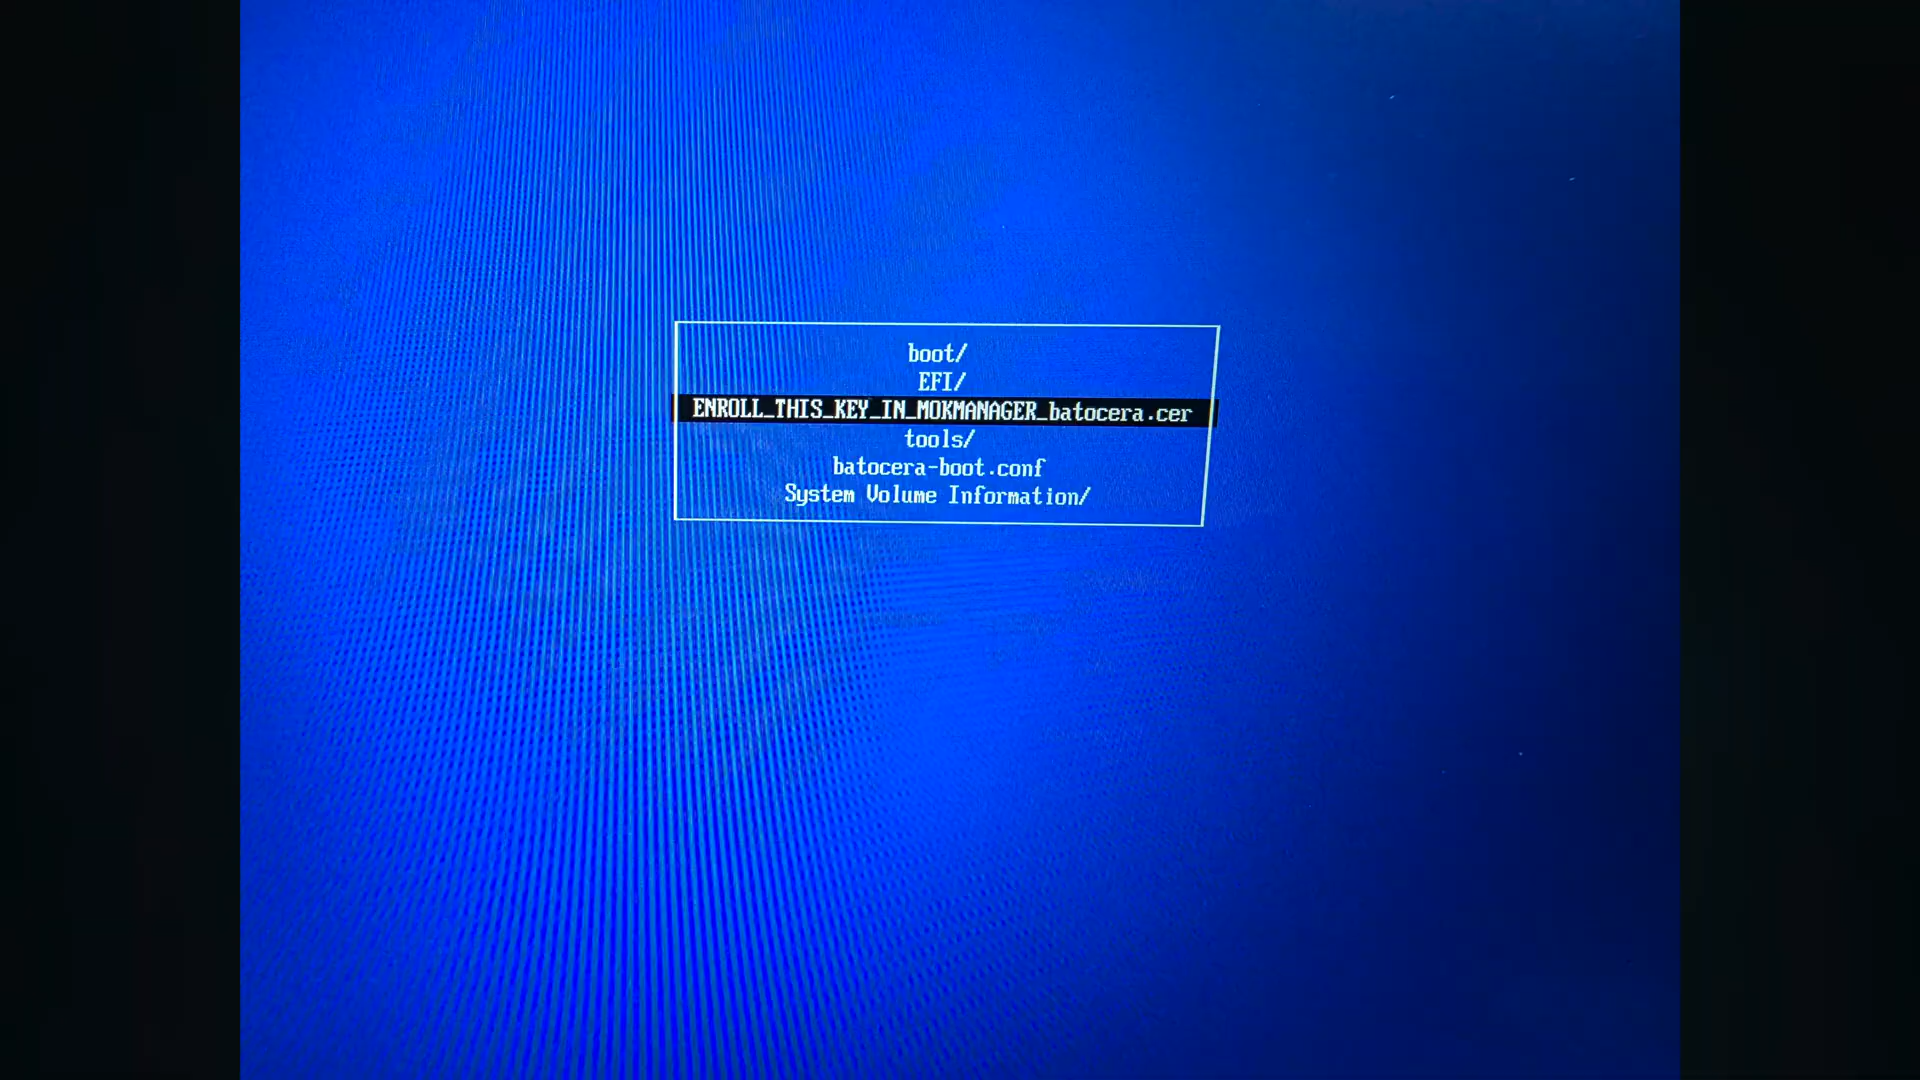 boot/
EFI/
ENROLL_THIS_KEY_IN_MOKMANAGER_batocera.cer
tools/
batocera-boot.conf
System Volume Information/